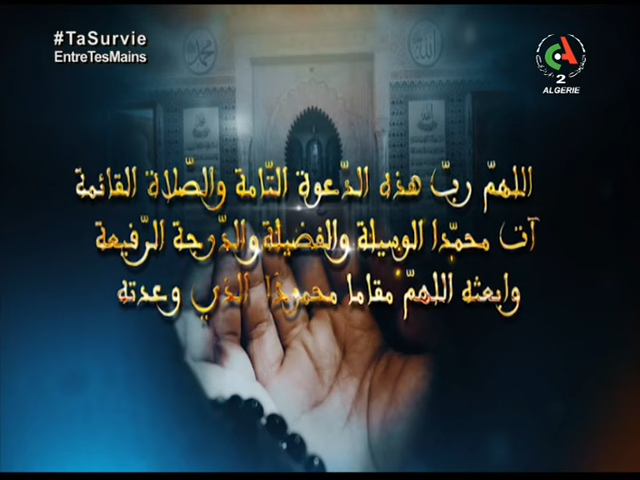 #TaSurvie
EntreTesMains
2
ALGERIE
اللهمّ ربّ هذه الدّعوة التّامة والصّلاة القائمة
آت محمّدا الوسيلة والفضيلة والدّرجة الرّفيعة
وابعثه اللهمّ مقاما محمودا الذي وعدته